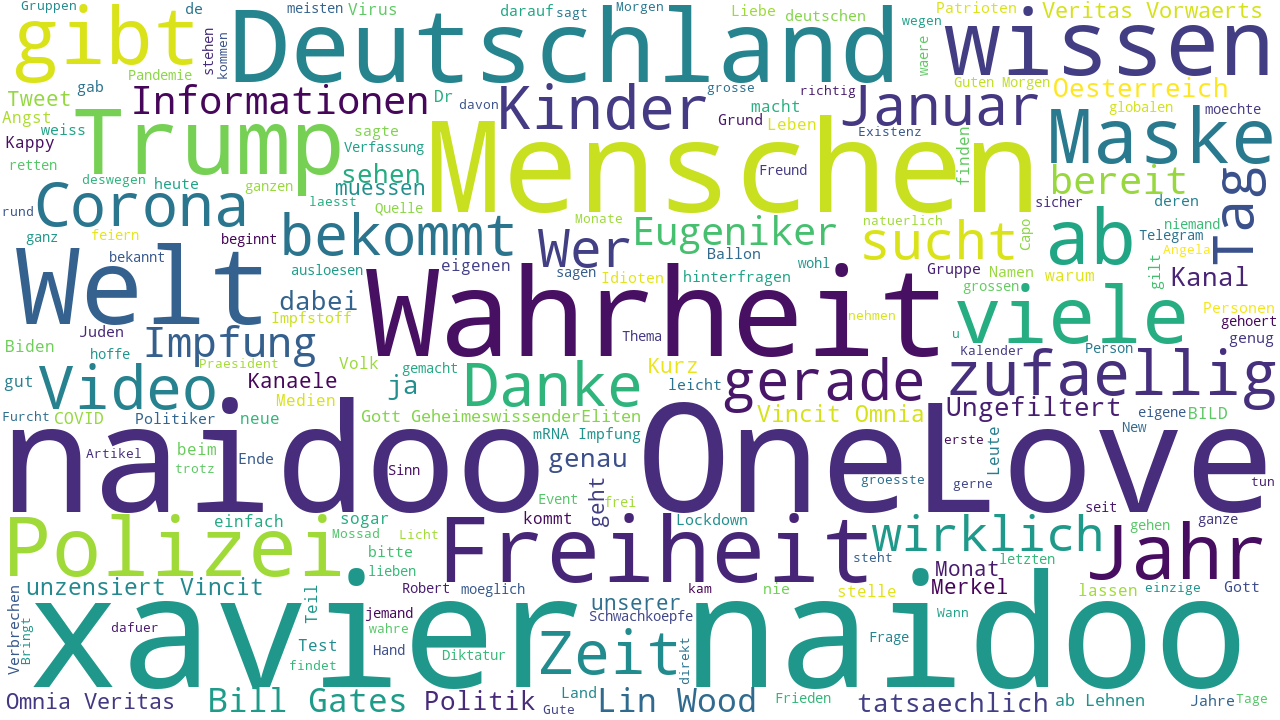 Gruppen de meisten Virus darauf sagt Morgen Liebe deutschen wegen Patrioten Veritas Vorwaerts
gibt stehen kommen Deutschland waere wissen
Pandemie gab Guten Morgen Oesterreich
Tweet Informationen Dr davon grosse Kinder macht richtig Januar globalen moechte
Angst weiss Trump sagte Menschen Grund Leben Existenz Maske
Kappy Verfassung finden
retten deswegen heute ganzen sehen muessen Freund bereit Tag
rund Corona laesst Quelle Monate natuerlich sicher deren
ganz feiern beginnt bekommt Wer Eugeniker sucht Capo ab Telegram niemand
bekannt ausloesen eigenen sagen Ballon wohl Angela
Welt dabei Wahrheit Idioten hinterfragen Gruppe Namen warum gilt Kanal
Impfstoff grossen viele Personen
Juden Impfung Thema nehmen u gehoert
Biden hoffe Praesident Volk gemacht Kurz Kalender Person genug
gut Video Kanaele ja Danke leicht gerade zufaellig
Furcht COVID Politiker neue Medien Gott GeheimeswissenderEliten Vincit Omnia Ungefiltert eigene BILD
naidoo Artikel beim trotz Ende Sinn mRNA Impfung OneLove erste New
genau geht groesste gerne Leute tun
Event frei seit
Polizei einfach sogar Mossad Licht kommt Freiheit Lockdown wirklich gehen ganze
bitte lieben steht letzten Jahr
unzensiert Vincit Teil Robert moeglich kam nie stelle Monat Merkel lassen einzige Gott
Verbrechen Bringt xavier naidoo jemand unserer Schwachkoepfe Wann
dafuer wahre Test Hand Zeit Frage
findet Diktatur direkt
Omnia Veritas Bill Gates Politik Gute Land Lin Wood Frieden tatsaechlich ab Lehnen Jahre Tage